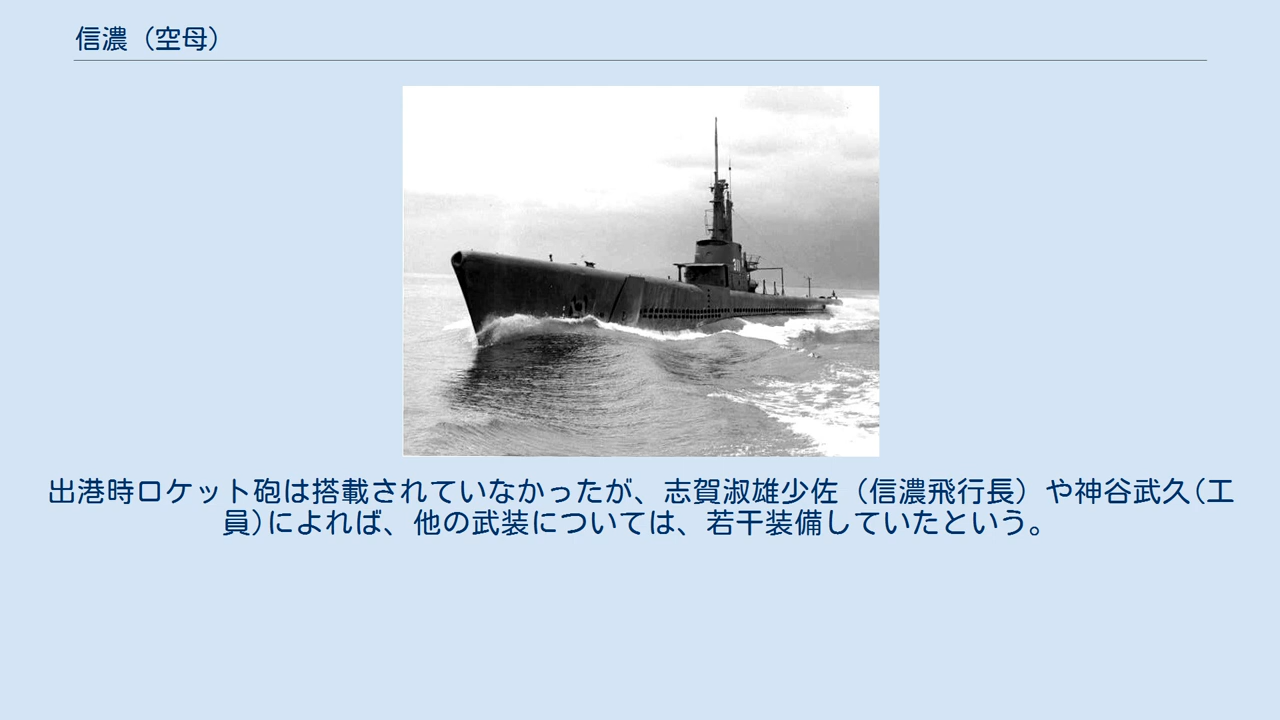 信濃（空母）
出港時ロケット砲は搭載されていなかったが、志賀淑雄少佐（信濃飛行長）や神谷武久(工
員)によれば、他の武装については、若干装備していたという。